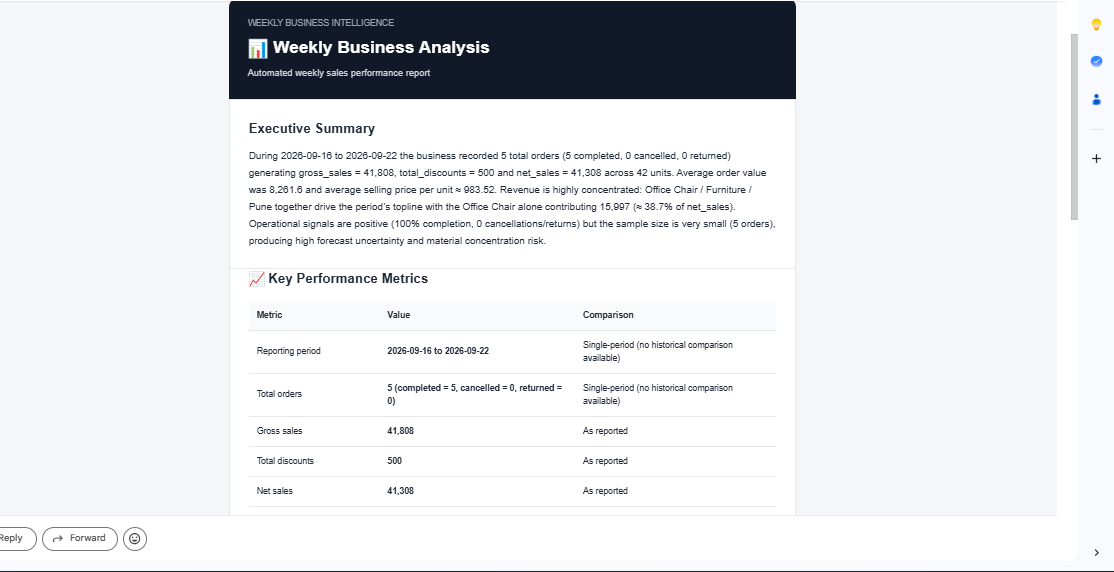 WEEKLY BUSINESS INTELLIGENCE
📊 Weekly Business Analysis
Automated weekly sales performance report
Executive Summary
During 2026-09-16 to 2026-09-22 the business recorded 5 total orders (5 completed, 0 cancelled, 0 returned)
generating gross_sales = 41,808, total_discounts = 500 and net_sales = 41,308 across 42 units. Average order value
was 8,261.6 and average selling price per unit ≈ 983.52. Revenue is highly concentrated: Office Chair / Furniture /
Pune together drive the period's topline with the Office Chair alone contributing 15,997 (≈ 38.7% of net_sales).
Operational signals are positive (100% completion, 0 cancellations/returns) but the sample size is very small (5 orders),
producing high forecast uncertainty and material concentration risk.
📈 Key Performance Metrics
Metric Value Comparison
Reporting period 2026-09-16 to 2026-09-22 Single-period (no historical comparison
available)
Total orders 5 (completed = 5, cancelled = 0, returned = Single-period (no historical comparison
0) available)
Gross sales 41,808 As reported
Total discounts 500 As reported
Net sales 41,308 As reported
Reply Forward